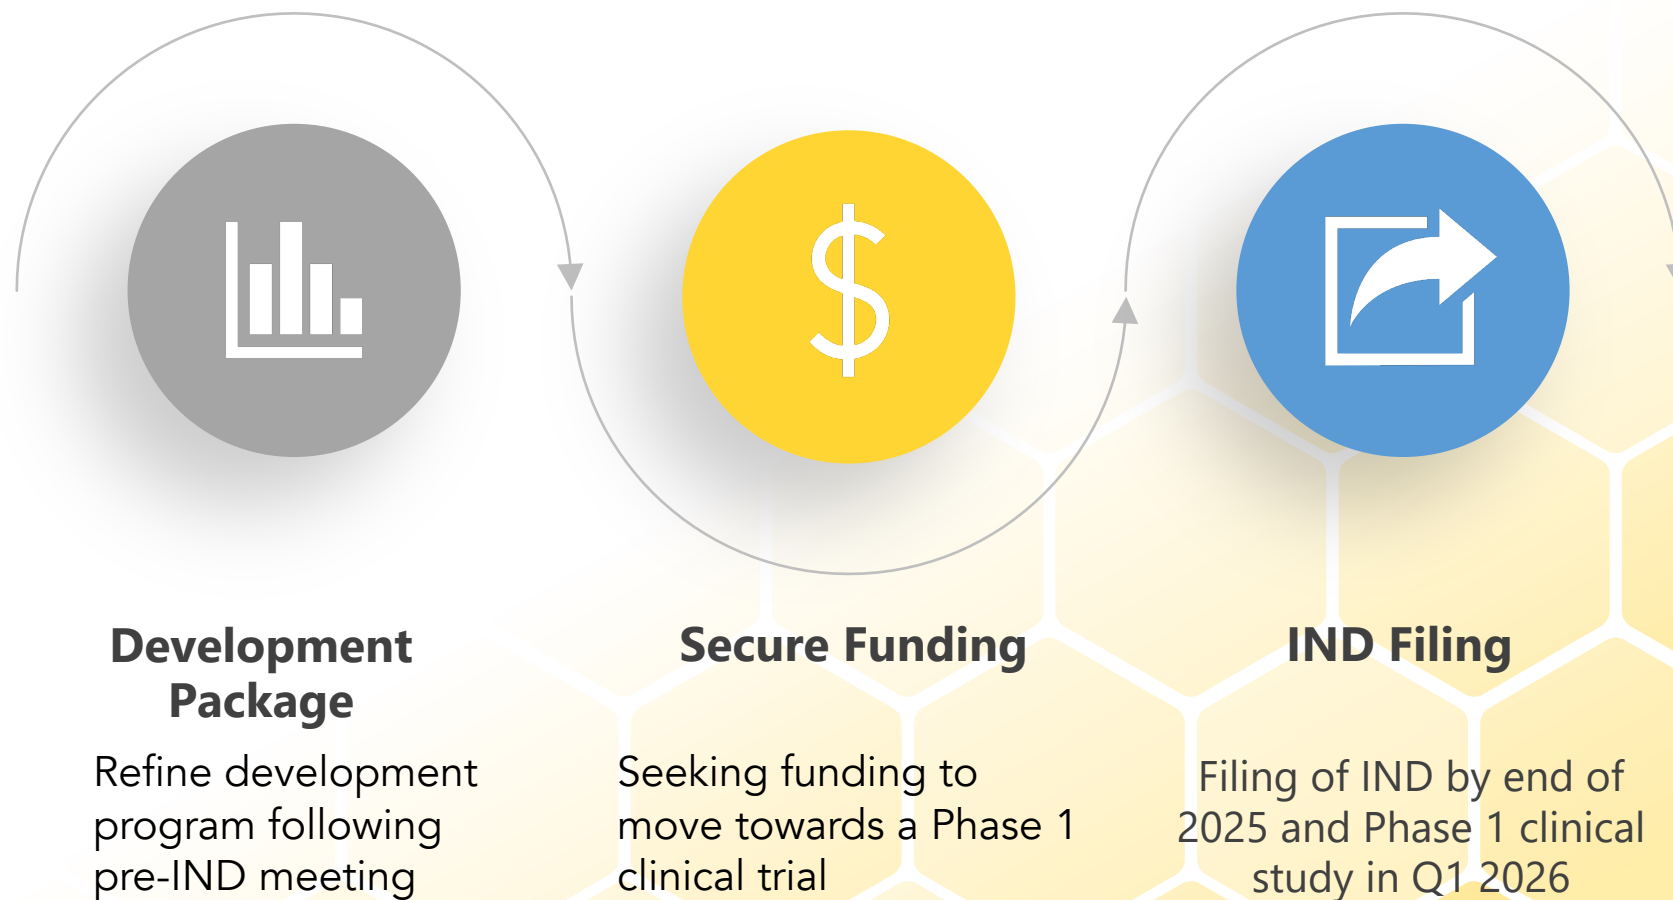 Development
Package
Refine development
program following
pre-IND meeting
Secure Funding
Seeking funding to
move towards a Phase 1
clinical trial
IND Filing
Filing of IND by end of
2025 and Phase 1 clinical
study in Q1 2026